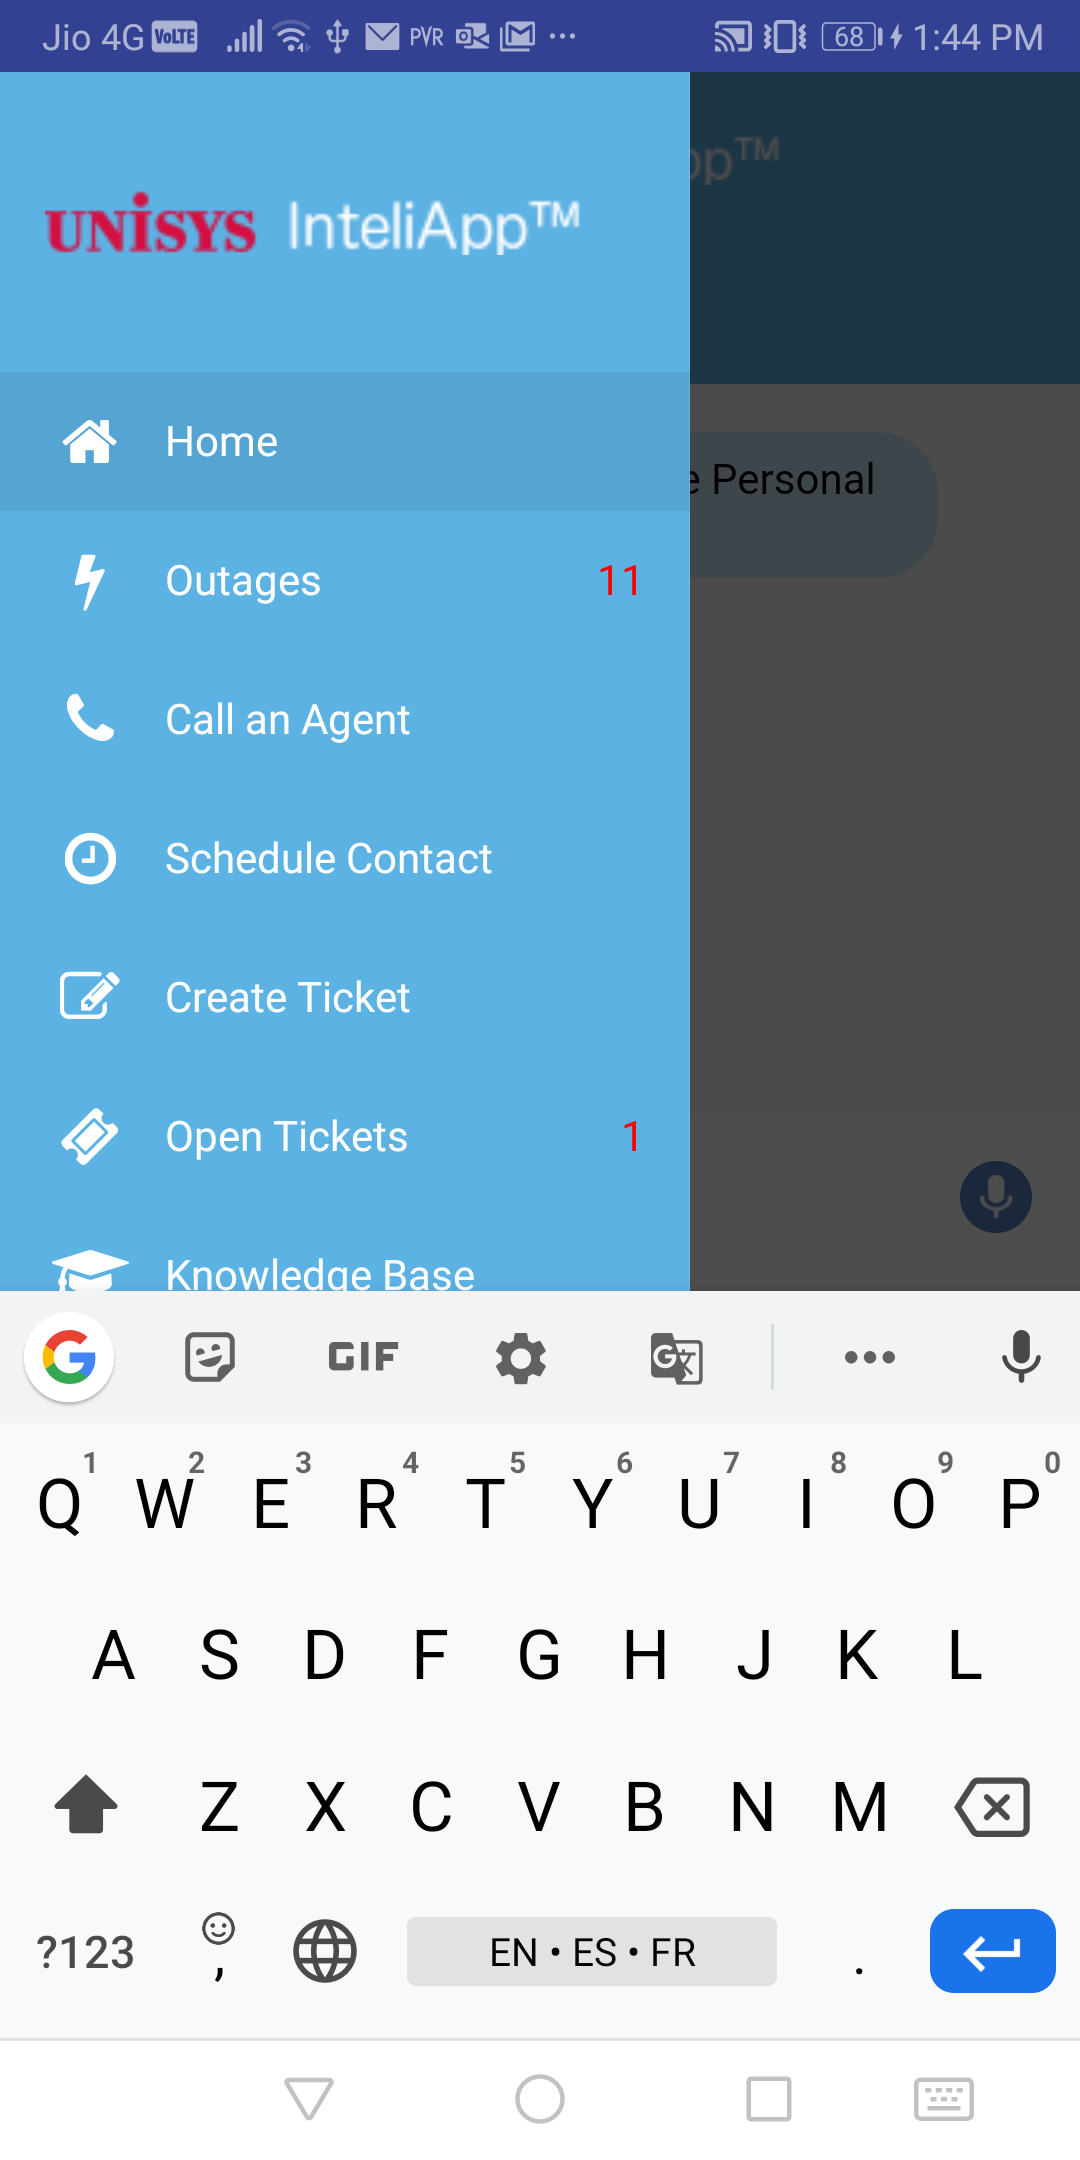 Jio 4G VoLTE PVR ... 68 1:44 PM
UNISYS InteliApp™
pp™
Home
e Personal
Outages 11
Call an Agent
Schedule Contact
Create Ticket
Open Tickets 1
Knowledge Base
G GIF G文 ...
1 2 3 4 5 6 7 8 9 0
Q W E R T Y U I O P
A S D F G H J K L
Z X C V B N M
?123 , EN • ES • FR .